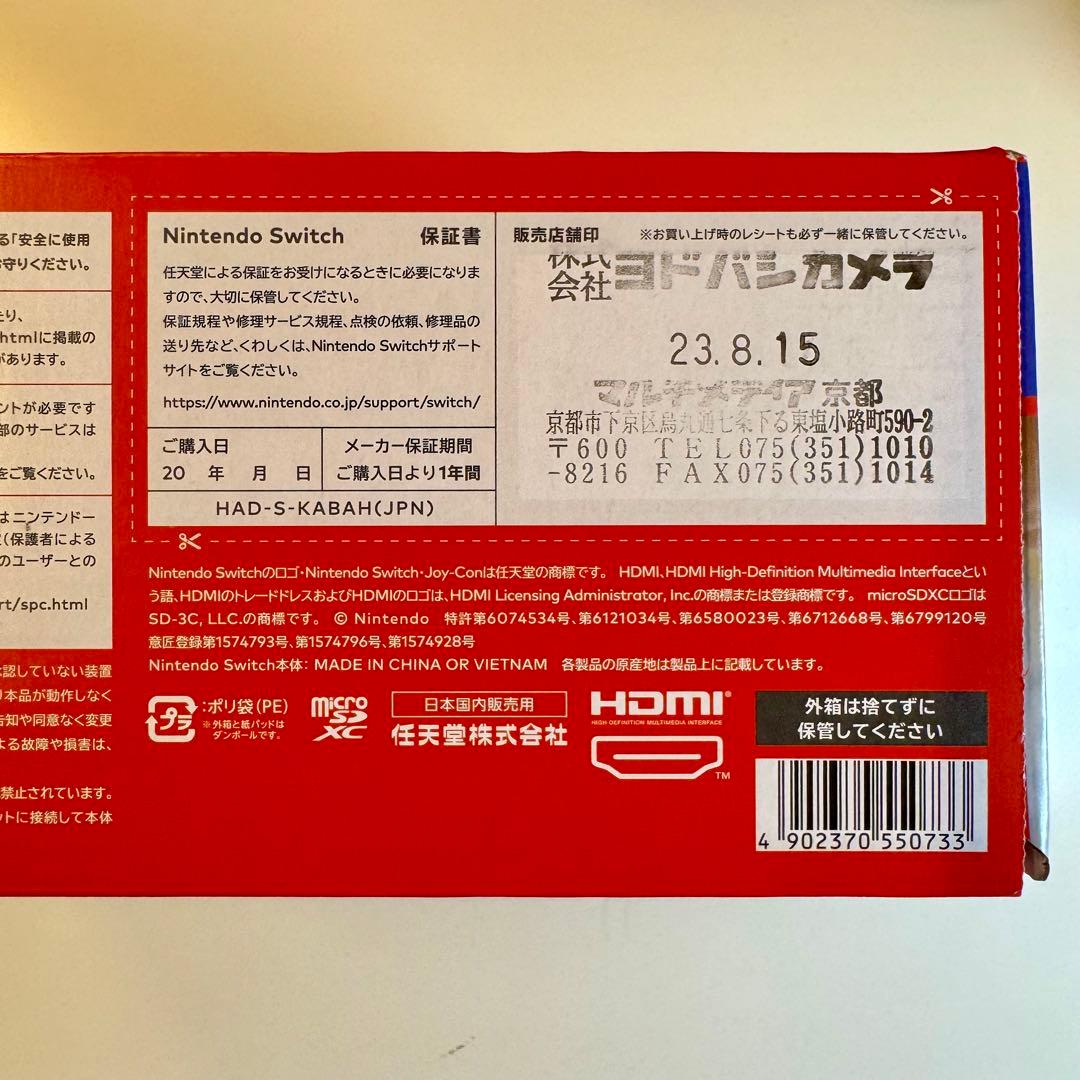 る「安全に使用
お守りください。
たり、
htmlに掲載の
があります。
ントが必要です
部のサービスは
をご覧ください。
はニンテンドー
(保護者による
のユーザーとの
rt/spc.html
認していない装置
り本品が動作しなく
告知や同意なく変更
よる故障や損害は、
禁止されています。
ットに接続して本体
Nintendo Switch 保証書
任天堂による保証をお受けになるときに必要になりま
すので、大切に保管してください。
保証規程や修理サービス規程、点検の依頼、修理品の
送り先など、くわしくは、Nintendo Switchサポート
サイトをご覧ください。
https://www.nintendo.co.jp/support/switch/
ご購入日
20 年 月 日
メーカー保証期間
ご購入日より1年間
HAD-S-KABAH(JPN)
販売店舗印 ※お買い上げ時のレシートも必ず一緒に保管してください。
株式会社ヨドバシカメラ
23.8.15
マルチメディア京都
京都市下京区烏丸通七条下る東塩小路町590-2
〒600 TEL075(351)1010
-8216 FAX075(351)1014
Nintendo Switchのロゴ・Nintendo Switch・Joy-Conは任天堂の商標です。 HDMI、HDMI High-Definition Multimedia Interfaceとい
う語、HDMIのトレードドレスおよびHDMIのロゴは、HDMI Licensing Administrator, Inc.の商標または登録商標です。 microSDXCロゴは
SD-3C, LLC.の商標です。 © Nintendo 特許第6074534号、第6121034号、第6580023号、第6712668号、第6799120号
意匠登録第1574793号、第1574796号、第1574928号
Nintendo Switch本体: MADE IN CHINA OR VIETNAM 各製品の原産地は製品上に記載しています。
プラ
:ポリ袋(PE)
※外箱と紙パッドは
ダンボールです。
micro
SD
XC
日本国内販売用
任天堂株式会社
HDMI®
HIGH-DEFINITION MULTIMEDIA INTERFACE
TM
外箱は捨てずに
保管してください
4 902370 550733